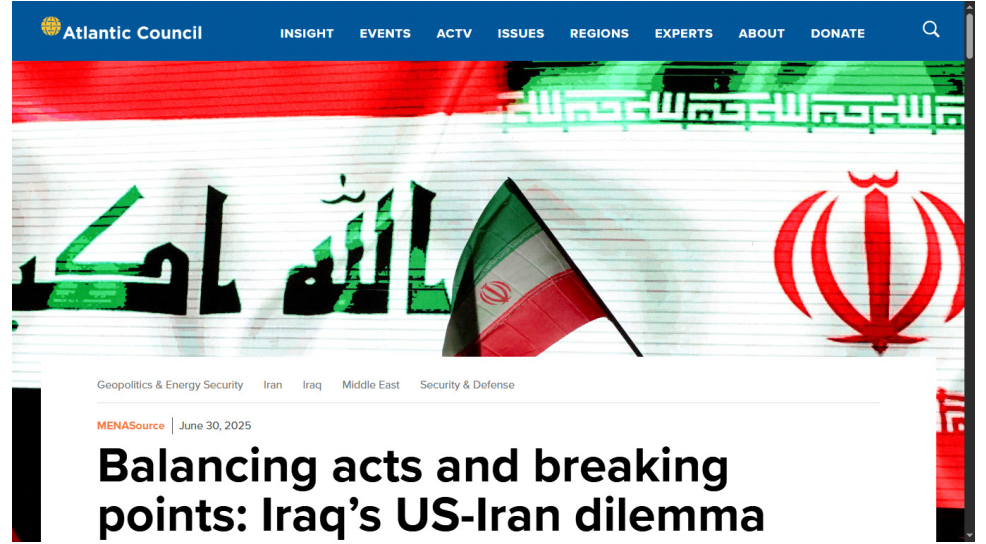 Atlantic Council
INSIGHT EVENTS ACTV ISSUES REGIONS EXPERTS ABOUT DONATE
الله اكب
Geopolitics & Energy Security Iran Iraq Middle East Security & Defense
MENASource | June 30, 2025
Balancing acts and breaking
points: Iraq’s US-Iran dilemma